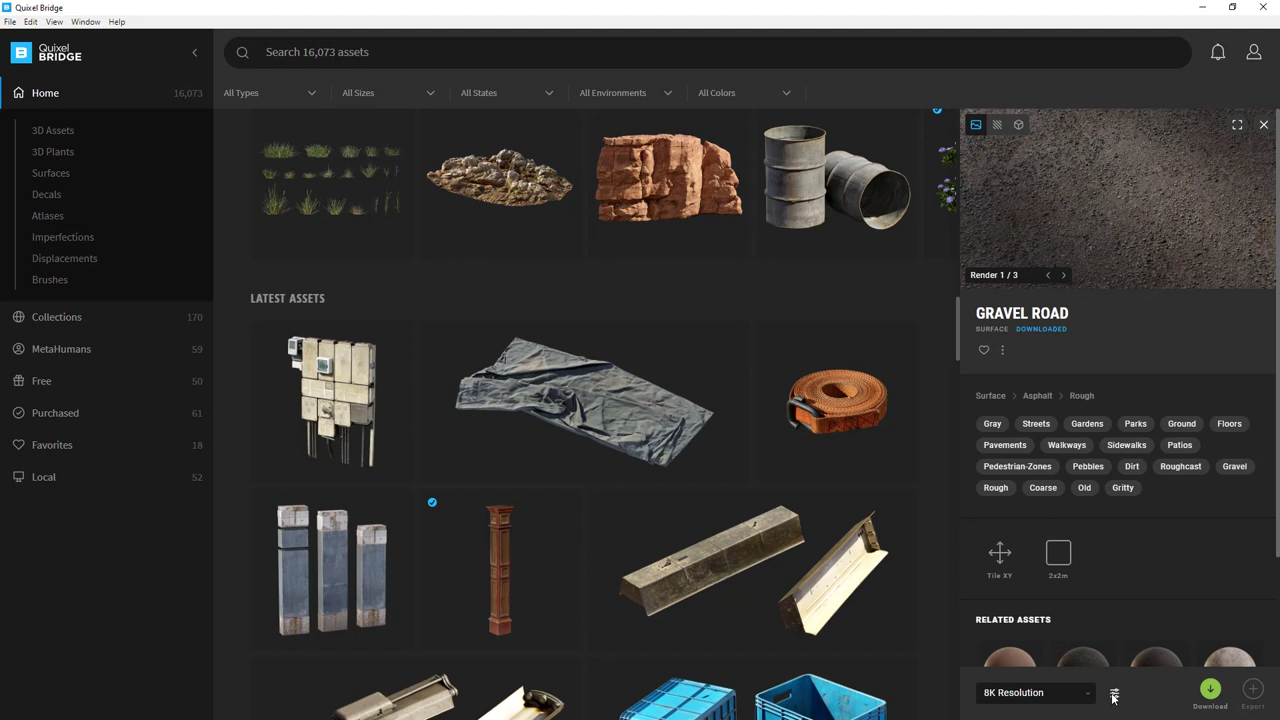 Quixel Bridge
File Edit View Window Help
Quixel
BRIDGE
Search 16,073 assets
Home 16,073
All Types All Sizes All States All Environments All Colors
3D Assets
3D Plants
Surfaces
Decals
Atlases
Imperfections
Displacements
Brushes
Collections 170
MetaHumans 59
Free 50
Purchased 61
Favorites 18
Local 52
LATEST ASSETS
Render 1 / 3
GRAVEL ROAD
SURFACE DOWNLOADED
Surface > Asphalt > Rough
Gray Streets Gardens Parks Ground Floors
Pavements Walkways Sidewalks Patios
Pedestrian-Zones Pebbles Dirt Roughcast Gravel
Rough Coarse Old Gritty
Tile XY 2x2m
RELATED ASSETS
8K Resolution
Download Export